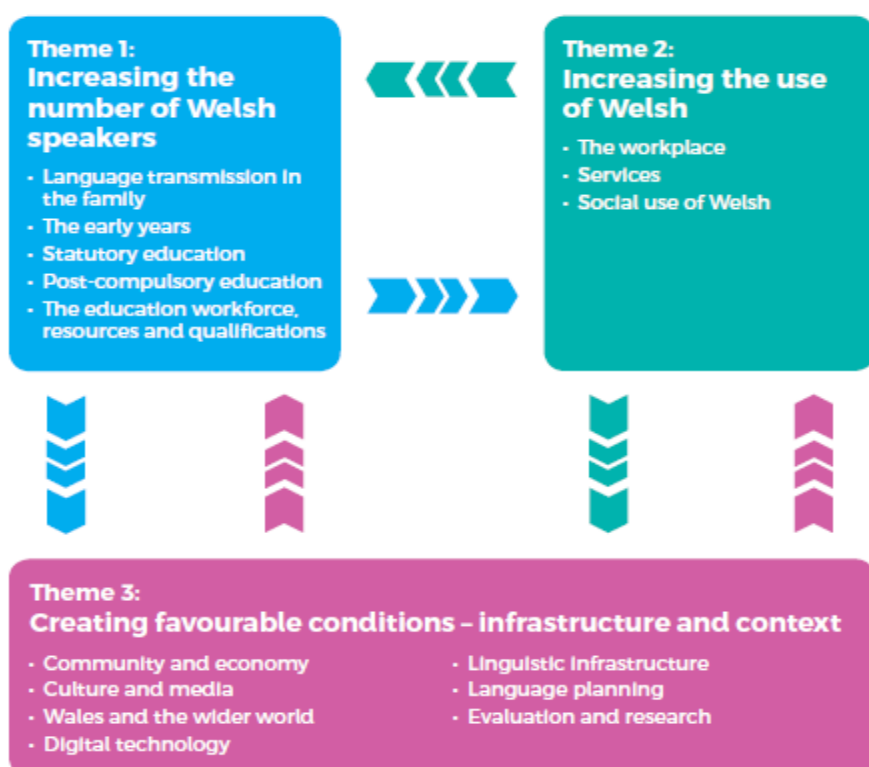 Theme 1:
Increasing the
number of Welsh
speakers
· Language transmission in
the family
· The early years
· Statutory education
· Post-compulsory education
· The education workforce,
resources and qualifications
Theme 2:
Increasing the use
of Welsh
· The workplace
· Services
· Social use of Welsh
Theme 3:
Creating favourable conditions – infrastructure and context
· Community and economy
· Culture and media
· Wales and the wider world
· Digital technology
· Linguistic infrastructure
· Language planning
· Evaluation and research